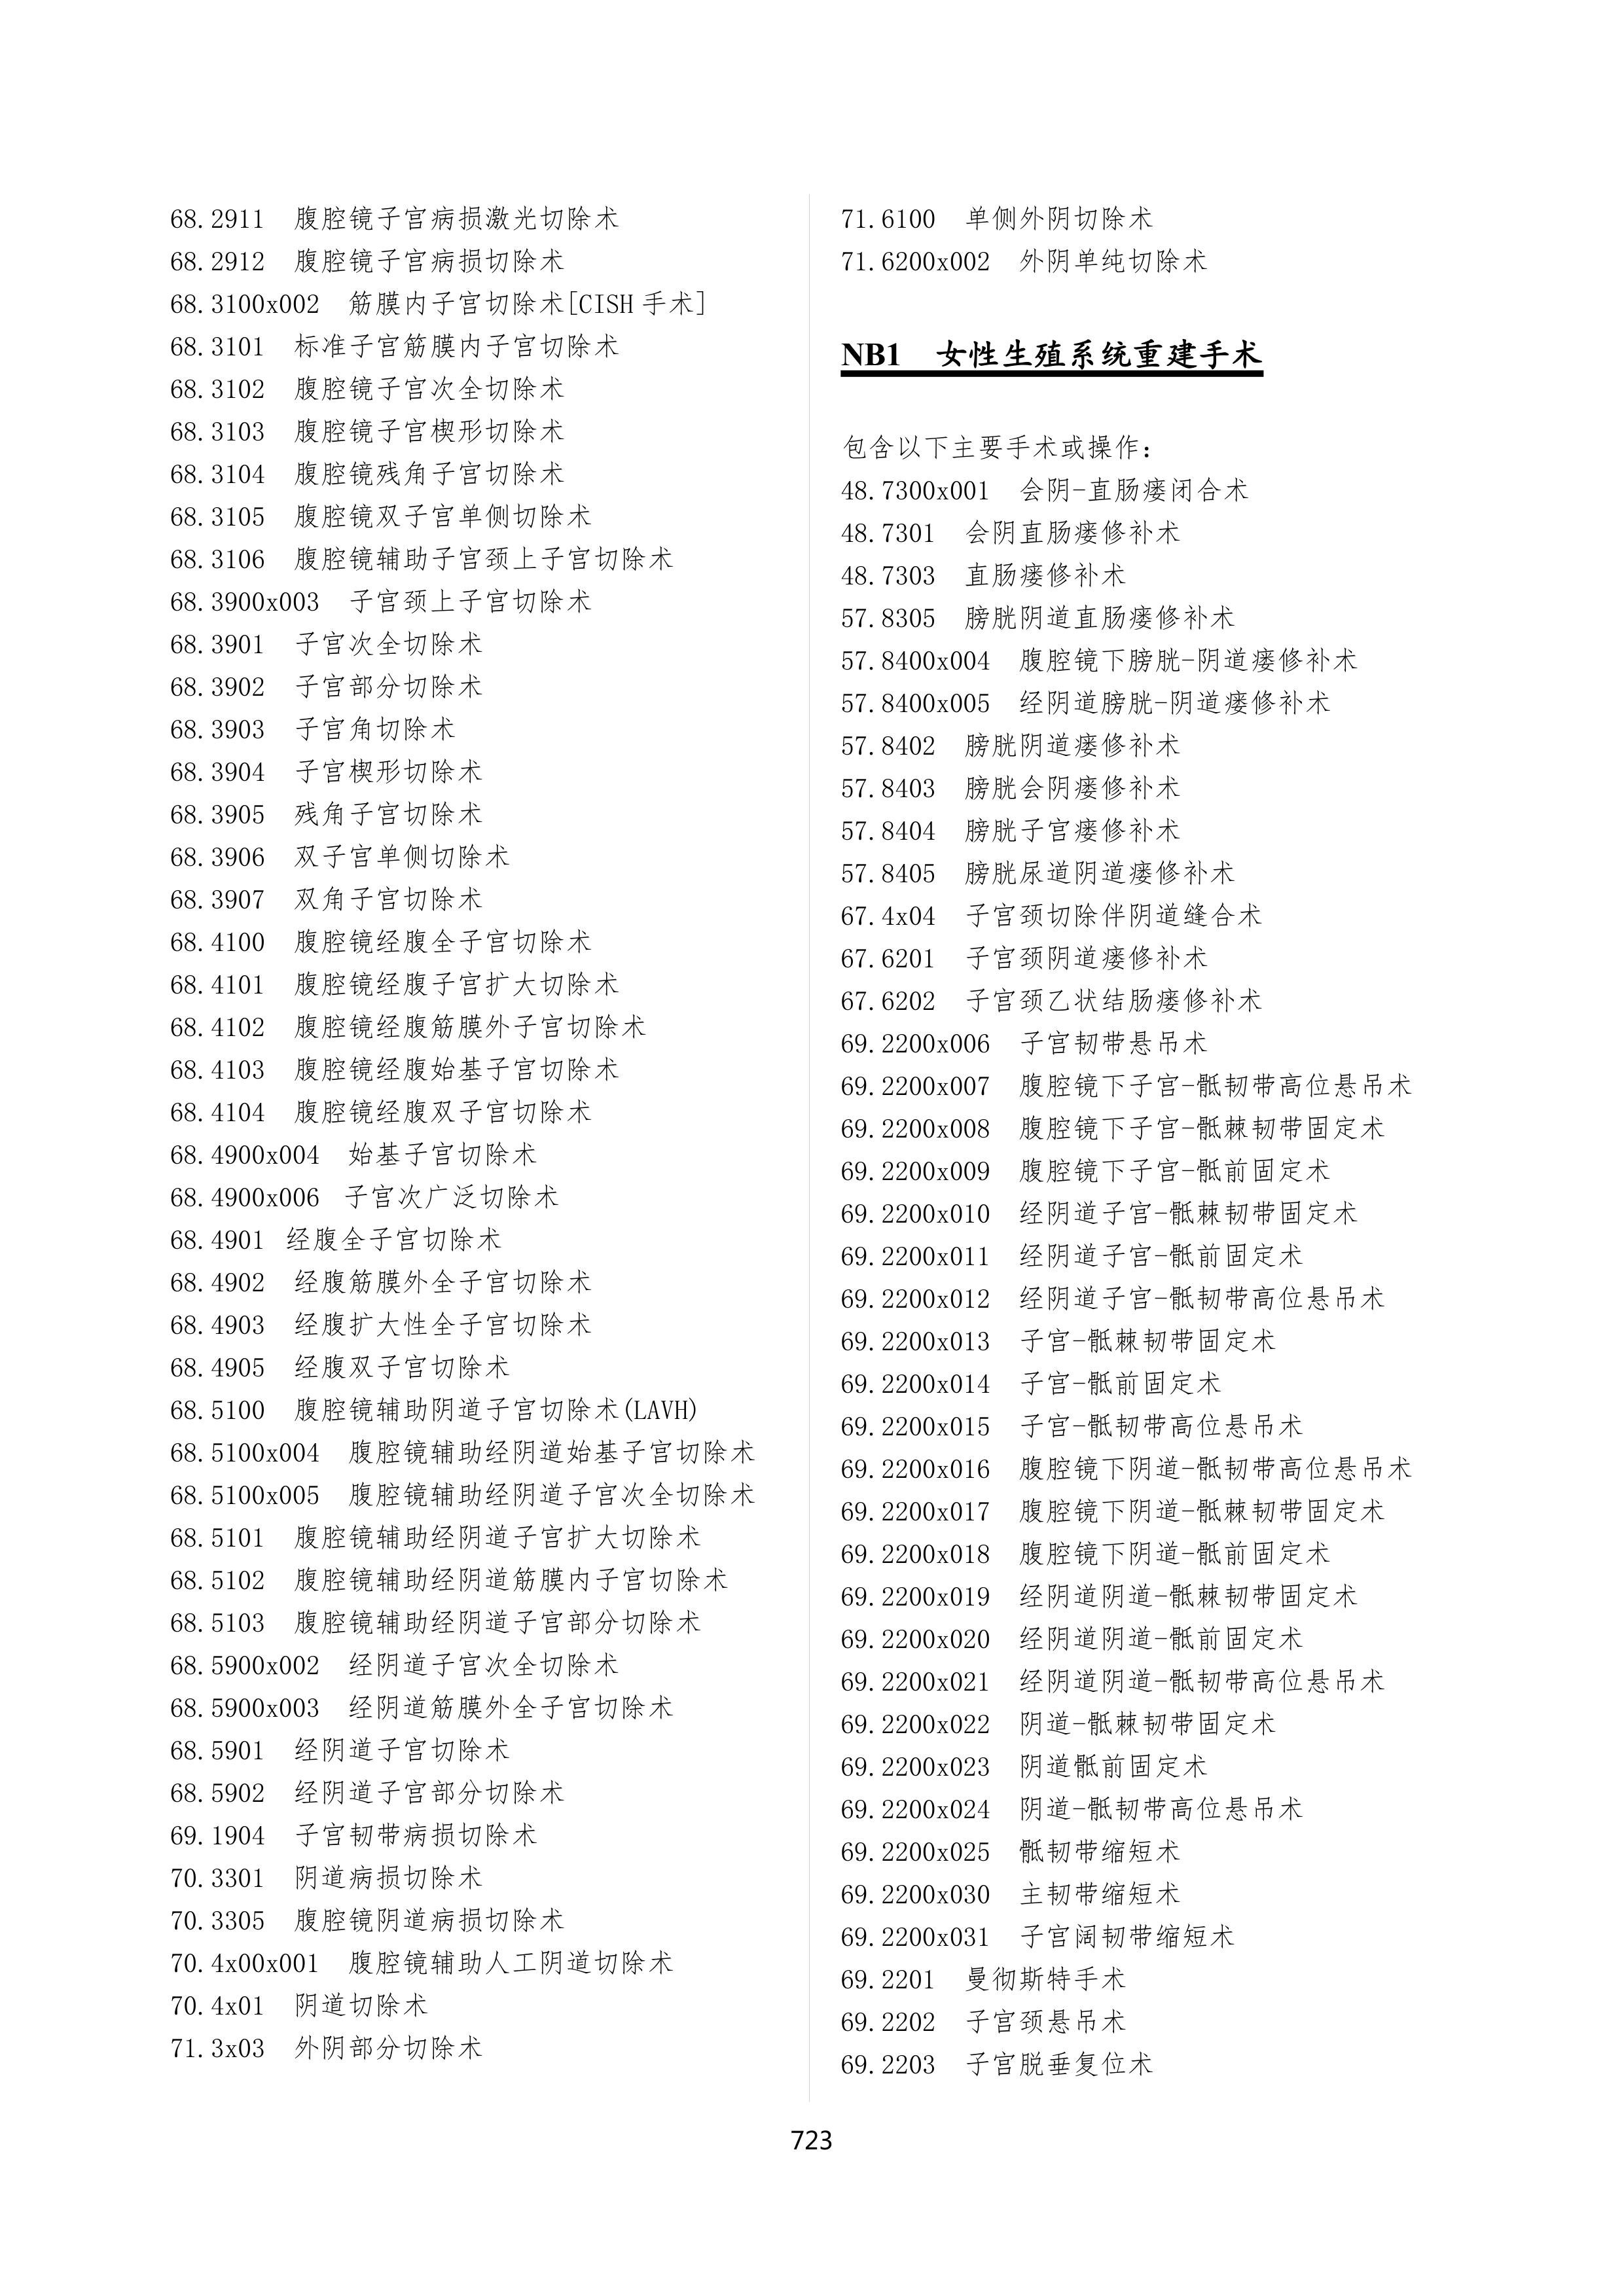 68.2911 腹腔镜子宫病损激光切除术
68.2912 腹腔镜子宫病损切除术
68.3100x002 筋膜内子宫切除术[CISH 手术]
68.3101 标准子宫筋膜内子宫切除术
68.3102 腹腔镜子宫次全切除术
68.3103 腹腔镜子宫楔形切除术
68.3104 腹腔镜残角子宫切除术
68.3105 腹腔镜双子宫单侧切除术
68.3106 腹腔镜辅助子宫颈上子宫切除术
68.3900x003 子宫颈上子宫切除术
68.3901 子宫次全切除术
68.3902 子宫部分切除术
68.3903 子宫角切除术
68.3904 子宫楔形切除术
68.3905 残角子宫切除术
68.3906 双子宫单侧切除术
68.3907 双角子宫切除术
68.4100 腹腔镜经腹全子宫切除术
68.4101 腹腔镜经腹子宫扩大切除术
68.4102 腹腔镜经腹筋膜外子宫切除术
68.4103 腹腔镜经腹始基子宫切除术
68.4104 腹腔镜经腹双子宫切除术
68.4900x004 始基子宫切除术
68.4900x006 子宫次广泛切除术
68.4901 经腹全子宫切除术
68.4902 经腹筋膜外全子宫切除术
68.4903 经腹扩大性全子宫切除术
68.4905 经腹双子宫切除术
68.5100 腹腔镜辅助阴道子宫切除术(LAVH)
68.5100x004 腹腔镜辅助经阴道始基子宫切除术
68.5100x005 腹腔镜辅助经阴道子宫次全切除术
68.5101 腹腔镜辅助经阴道子宫扩大切除术
68.5102 腹腔镜辅助经阴道筋膜内子宫切除术
68.5103 腹腔镜辅助经阴道子宫部分切除术
68.5900x002 经阴道子宫次全切除术
68.5900x003 经阴道筋膜外全子宫切除术
68.5901 经阴道子宫切除术
68.5902 经阴道子宫部分切除术
69.1904 子宫韧带病损切除术
70.3301 阴道病损切除术
70.3305 腹腔镜阴道病损切除术
70.4x00x001 腹腔镜辅助人工阴道切除术
70.4x01 阴道切除术
71.3x03 外阴部分切除术
71.6100 单侧外阴切除术
71.6200x002 外阴单纯切除术
NB1 女性生殖系统重建手术
包含以下主要手术或操作：
48.7300x001 会阴-直肠瘘闭合术
48.7301 会阴直肠瘘修补术
48.7303 直肠瘘修补术
57.8305 膀胱阴道直肠瘘修补术
57.8400x004 腹腔镜下膀胱-阴道瘘修补术
57.8400x005 经阴道膀胱-阴道瘘修补术
57.8402 膀胱阴道瘘修补术
57.8403 膀胱会阴瘘修补术
57.8404 膀胱子宫瘘修补术
57.8405 膀胱尿道阴道瘘修补术
67.4x04 子宫颈切除伴阴道缝合术
67.6201 子宫颈阴道瘘修补术
67.6202 子宫颈乙状结肠瘘修补术
69.2200x006 子宫韧带悬吊术
69.2200x007 腹腔镜下子宫-骶韧带高位悬吊术
69.2200x008 腹腔镜下子宫-骶棘韧带固定术
69.2200x009 腹腔镜下子宫-骶前固定术
69.2200x010 经阴道子宫-骶棘韧带固定术
69.2200x011 经阴道子宫-骶前固定术
69.2200x012 经阴道子宫-骶韧带高位悬吊术
69.2200x013 子宫-骶棘韧带固定术
69.2200x014 子宫-骶前固定术
69.2200x015 子宫-骶韧带高位悬吊术
69.2200x016 腹腔镜下阴道-骶韧带高位悬吊术
69.2200x017 腹腔镜下阴道-骶棘韧带固定术
69.2200x018 腹腔镜下阴道-骶前固定术
69.2200x019 经阴道阴道-骶棘韧带固定术
69.2200x020 经阴道阴道-骶前固定术
69.2200x021 经阴道阴道-骶韧带高位悬吊术
69.2200x022 阴道-骶棘韧带固定术
69.2200x023 阴道骶前固定术
69.2200x024 阴道-骶韧带高位悬吊术
69.2200x025 骶韧带缩短术
69.2200x030 主韧带缩短术
69.2200x031 子宫阔韧带缩短术
69.2201 曼彻斯特手术
69.2202 子宫颈悬吊术
69.2203 子宫脱垂复位术
723